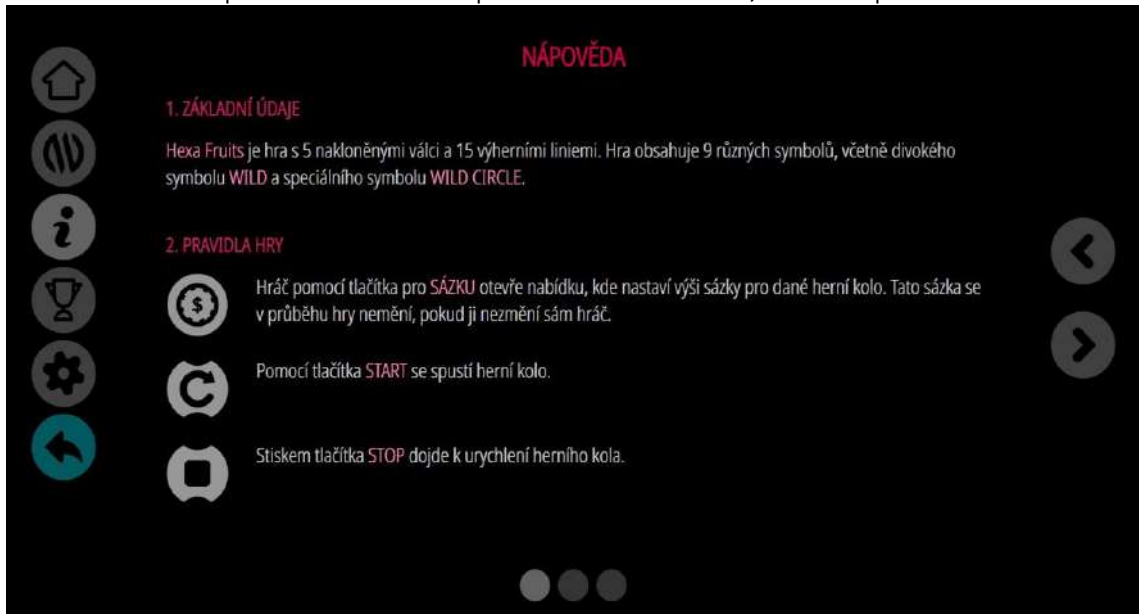 NÁPOVĚDA
1. ZÁKLADNÍ ÚDAJE
Hexa Fruits je hra s 5 nakloněnými válci a 15 výherními liniemi. Hra obsahuje 9 různých symbolů, včetně divokého
symbolu WILD a speciálního symbolu WILD CIRCLE.
2. PRAVIDLA HRY
Hráč pomocí tlačítka pro SÁZKU otevře nabídku, kde nastaví výši sázky pro dané herní kolo. Tato sázka se
v průběhu hry nemění, pokud ji nezmění sám hráč.
Pomocí tlačítka START se spustí herní kolo.
Stiskem tlačítka STOP dojde k urychlení herního kola.